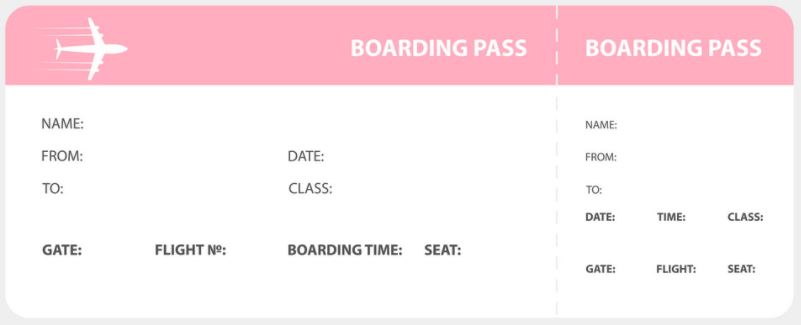 BOARDING PASS
NAME:
FROM: DATE:
TO: CLASS:
GATE: FLIGHT №: BOARDING TIME: SEAT:
BOARDING PASS
NAME:
FROM:
TO:
DATE: TIME: CLASS:
GATE: FLIGHT: SEAT: